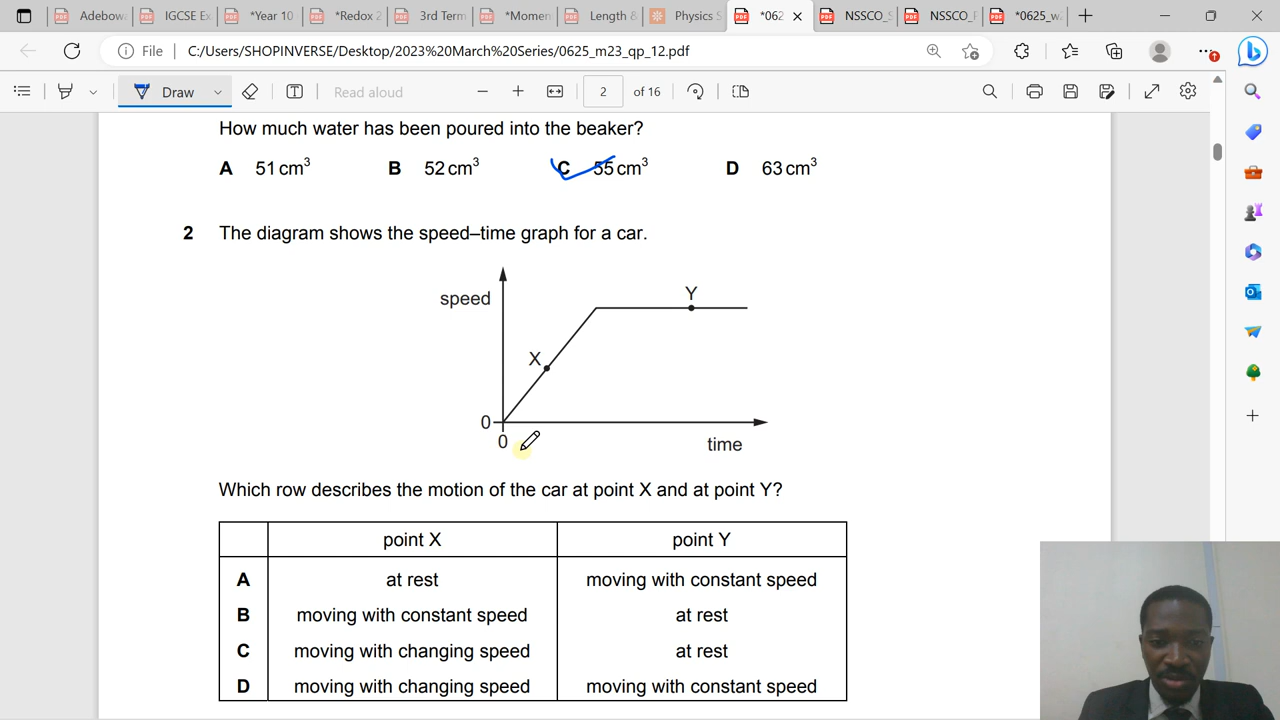 Adebowa
IGCSE Ex
*Year 10
*Redox 2
3rd Term
*Momen
Length &
Physics S
*062
NSSCO_S
NSSCO_P
*0625_w
File
C:/Users/SHOPINVERSE/Desktop/2023%20March%20Series/0625_m23_qp_12.pdf
Draw
Read aloud
2 of 16
How much water has been poured into the beaker?
A 51 cm³ B 52 cm³ C 55 cm³ D 63 cm³
2 The diagram shows the speed–time graph for a car.
speed
Y
X
0
0
time
Which row describes the motion of the car at point X and at point Y?
point X point Y
A at rest moving with constant speed
B moving with constant speed at rest
C moving with changing speed at rest
D moving with changing speed moving with constant speed